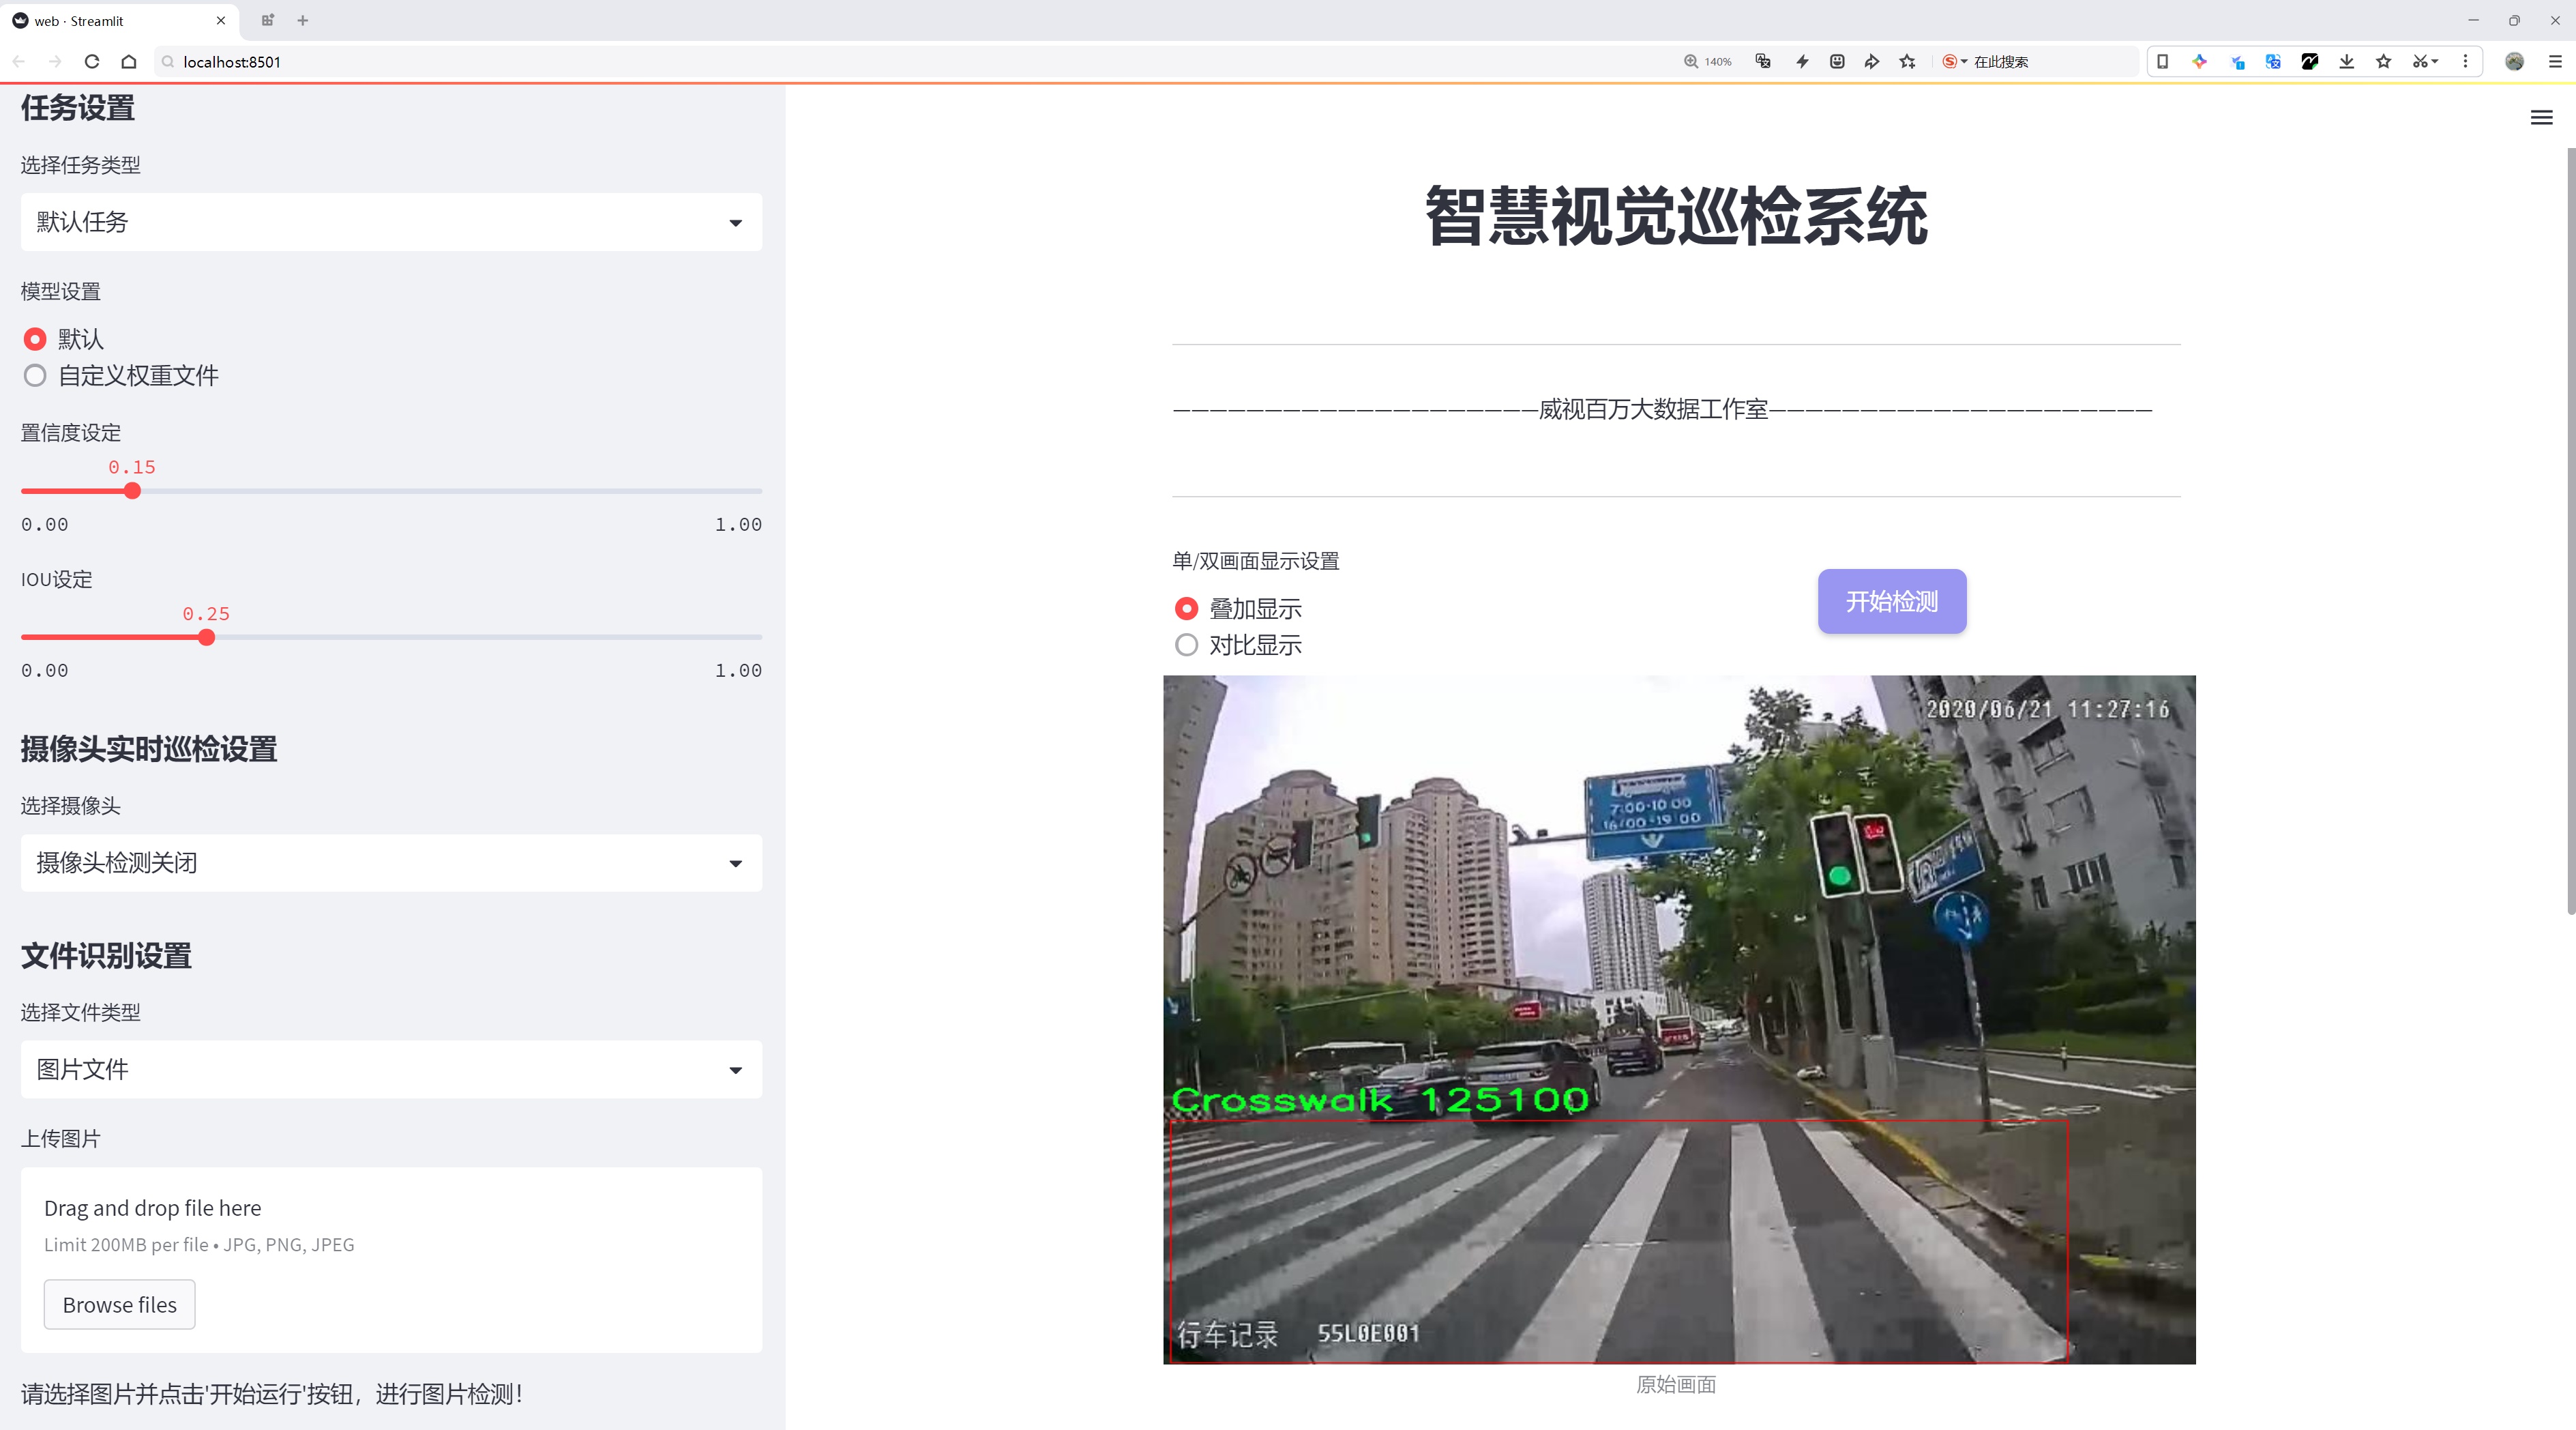 web · Streamlit
localhost:8501
140%
在此搜索
任务设置
选择任务类型
默认任务
模型设置
默认
自定义权重文件
置信度设定
0.15
0.00 1.00
IOU设定
0.25
0.00 1.00
摄像头实时巡检设置
选择摄像头
摄像头检测关闭
文件识别设置
选择文件类型
图片文件
上传图片
Drag and drop file here
Limit 200MB per file • JPG, PNG, JPEG
Browse files
请选择图片并点击'开始运行'按钮，进行图片检测！
智慧视觉巡检系统
————————————————————威视百万大数据工作室—————————————————————
单/双画面显示设置
叠加显示
对比显示
开始检测
2020/06/21 11:27:16
7:00-10:00
16:00-19:00
Crosswalk 125100
行车记录 55L0E001
原始画面